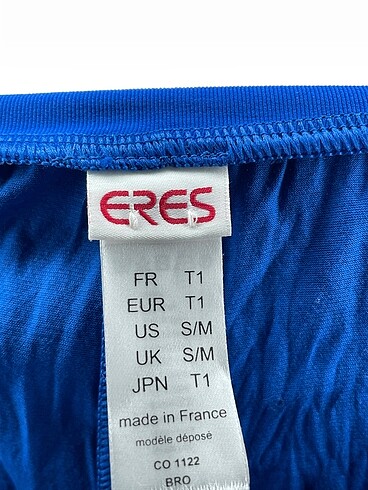 ERES
FR T1
EUR T1
US S/M
UK S/M
JPN T1
made in France
modèle déposé
CO 1122
BRO